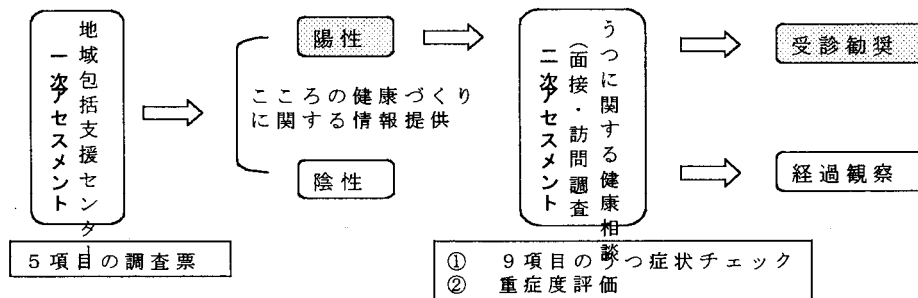 地域包括支援センター
一次アセスメント
陽性
こころの健康づくり
に関する情報提供
陰性
うつに関する健康相談
（面接・訪問調査
二次アセスメント
受診勧奨
経過観察
5項目の調査票
① 9項目のうつ症状チェック
② 重症度評価